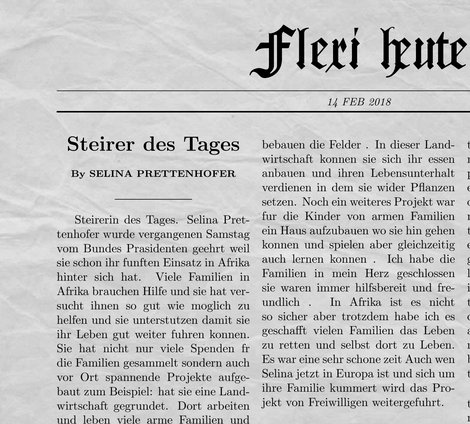 Flexi heute
14 FEB 2018
Steirer des Tages
By SELINA PRETTENHOFER
Steirerin des Tages. Selina Pret-
tenhofer wurde vergangenen Samstag
vom Bundes Prasidenten geehrt weil
sie schon ihr funften Einsatz in Afrika
hinter sich hat. Viele Familien in
Afrika brauchen Hilfe und sie hat ver-
sucht ihnen so gut wie moglich zu
helfen und sie unterstutzen damit sie
ihr Leben gut weiter fuhren konnen.
Sie hat nicht nur viele Spenden fr
die Familien gesammelt sondern auch
vor Ort spannende Projekte aufge-
baut zum Beispiel: hat sie eine Land-
wirtschaft gegrundet. Dort arbeiten
und leben viele arme Familien und
bebauen die Felder . In dieser Land-
wirtschaft konnen sie sich ihr essen
anbauen und ihren Lebensunterhalt
verdienen in dem sie wider Pflanzen
setzen. Noch ein weiteres Projekt war
fur die Kinder von armen Familien
ein Haus aufzubauen wo sie hin gehen
konnen und spielen aber gleichzeitig
auch lernen konnen . Ich habe die
Familien in mein Herz geschlossen
sie waren immer hilfsbereit und fre-
undlich . In Afrika ist es nicht
so sicher aber trotzdem habe ich es
geschafft vielen Familien das Leben
zu retten und selbst dort zu Leben.
Es war eine sehr schone zeit Auch wen
Selina jetzt in Europa ist und sich um
ihre Familie kummert wird das Pro-
jekt von Freiwilligen weitergefuhrt.